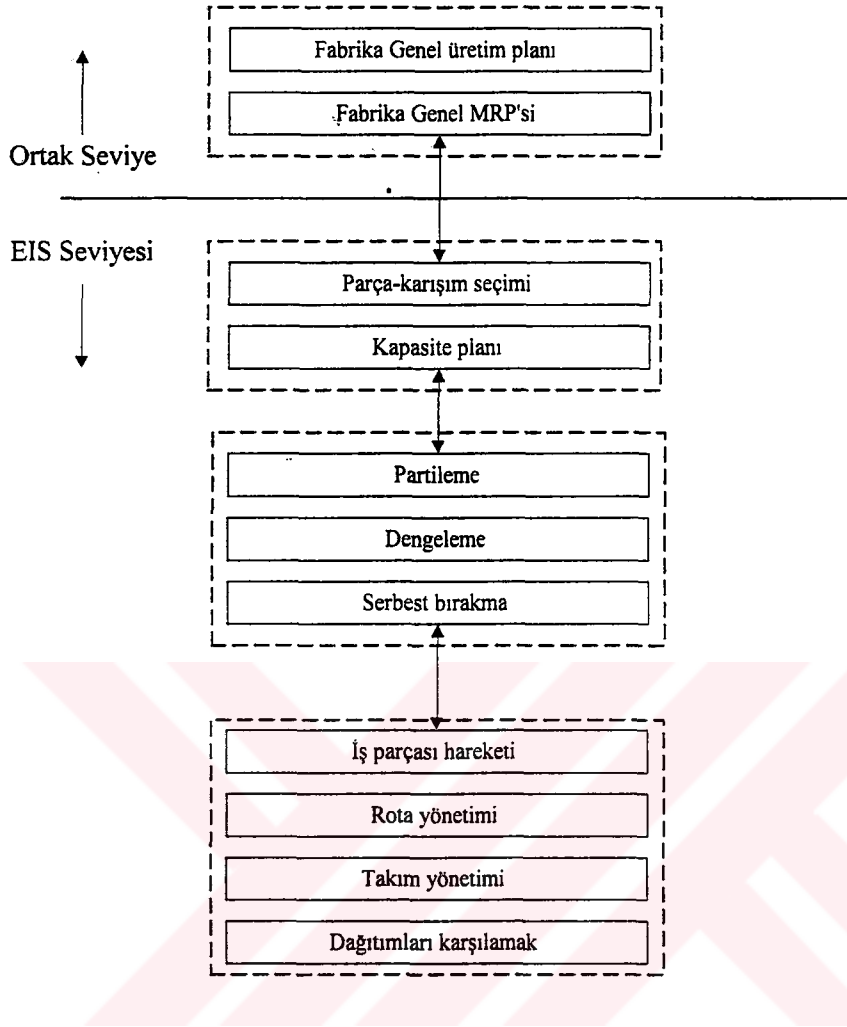 Fabrika Genel üretim planı
Fabrika Genel MRP'si
Ortak Seviye
EIS Seviyesi
Parça-karışım seçimi
Kapasite planı
Partileme
Dengeleme
Serbest bırakma
İş parçası hareketi
Rota yönetimi
Takım yönetimi
Dağıtımları karşılamak